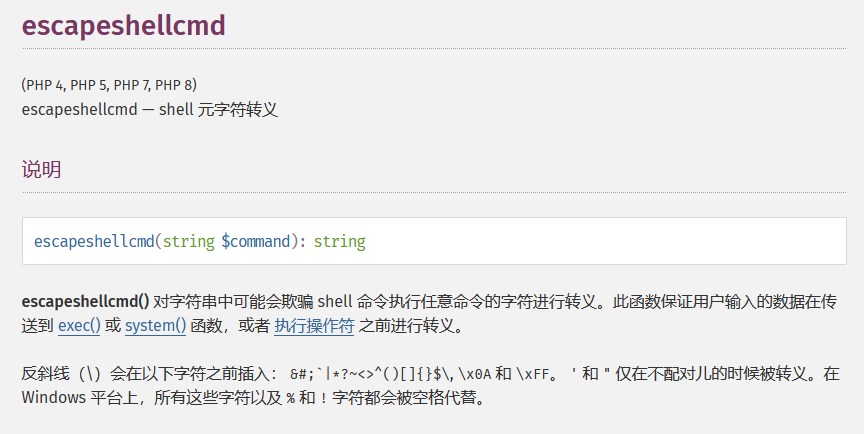 escapeshellcmd
(PHP 4, PHP 5, PHP 7, PHP 8)
escapeshellcmd — shell 元字符转义
说明
escapeshellcmd(string $command): string
escapeshellcmd() 对字符串中可能会欺骗 shell 命令执行任意命令的字符进行转义。此函数保证用户输入的数据在传
送到 exec() 或 system() 函数，或者 执行操作符 之前进行转义。
反斜线（\）会在以下字符之前插入： &#;`|*?~<>^()[]{}$\, \x0A 和 \xFF。 ' 和 " 仅在不配对儿的时候被转义。在
Windows 平台上，所有这些字符以及 % 和 ! 字符都会被空格代替。